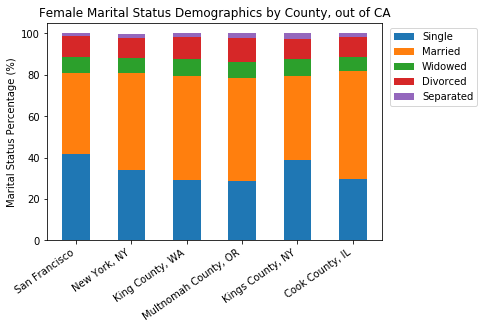 Female Marital Status Demographics by County, out of CA
Marital Status Percentage (%)
100
80
60
40
20
0
San Francisco
New York, NY
King County, WA
Multnomah County, OR
Kings County, NY
Cook County, IL
Single
Married
Widowed
Divorced
Separated